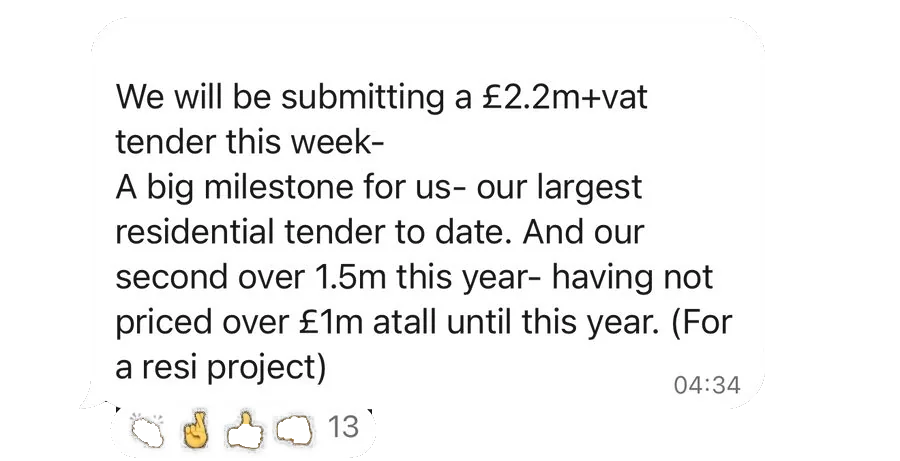 We will be submitting a £2.2m+vat
tender this week-
A big milestone for us- our largest
residential tender to date. And our
second over 1.5m this year- having not
priced over £1m atall until this year. (For
a resi project)
04:34
13